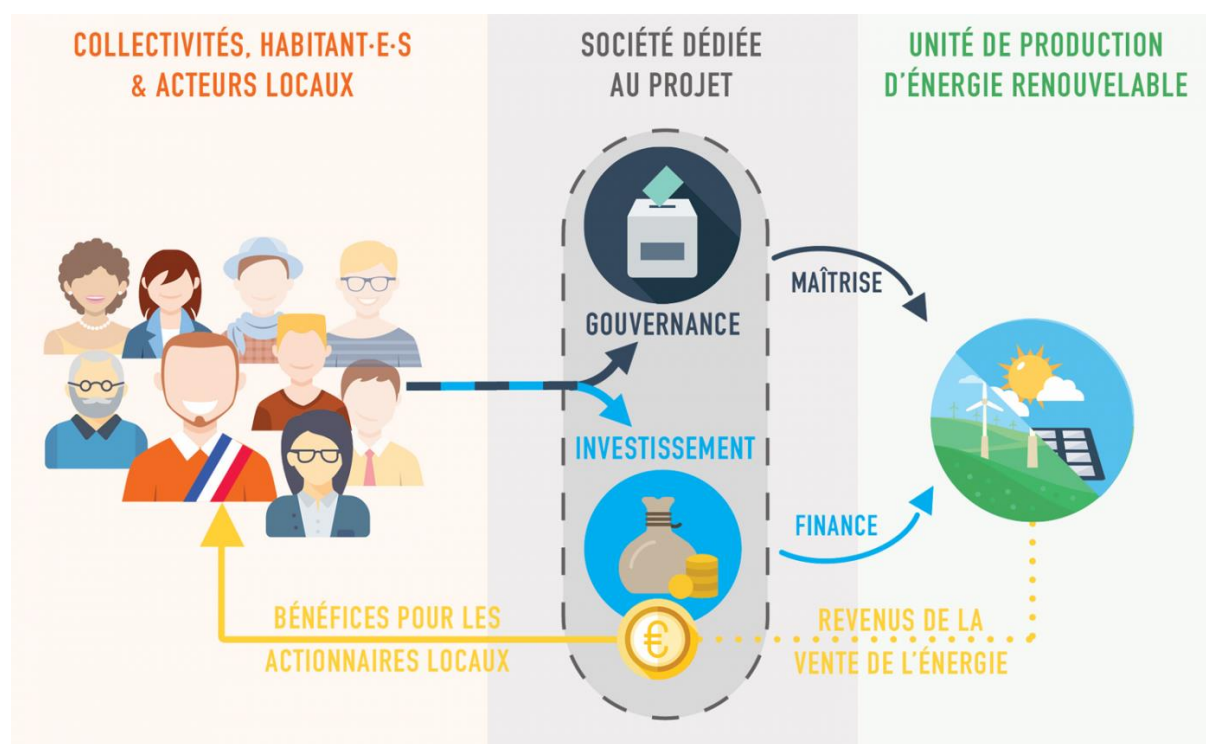 COLLECTIVITÉS, HABITANT·E·S
& ACTEURS LOCAUX
SOCIÉTÉ DÉDIÉE
AU PROJET
UNITÉ DE PRODUCTION
D'ÉNERGIE RENOUVELABLE
GOUVERNANCE
MAÎTRISE
INVESTISSEMENT
FINANCE
BÉNÉFICES POUR LES
ACTIONNAIRES LOCAUX
€
REVENUS DE LA
VENTE DE L'ÉNERGIE